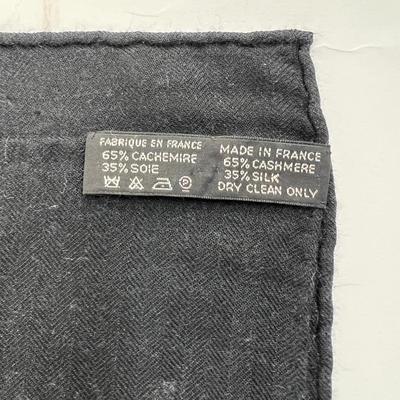 FABRIQUE EN FRANCE
65% CACHEMIRE
35% SOIE
P
MADE IN FRANCE
65% CASHMERE
35% SILK
DRY CLEAN ONLY